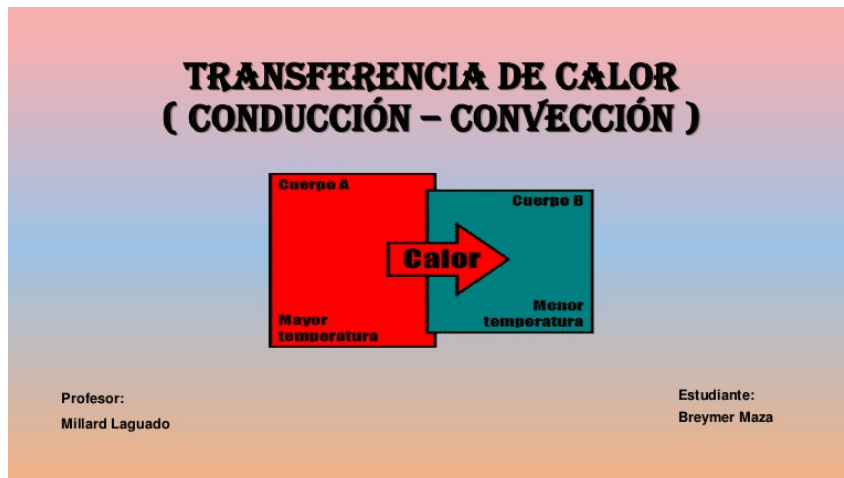 TRANSFERENCIA DE CALOR
( CONDUCCIÓN – CONVECCIÓN )
Cuerpo A
Cuerpo B
Calor
Mayor
temperatura
Menor
temperatura
Profesor:
Millard Laguado
Estudiante:
Breymer Maza